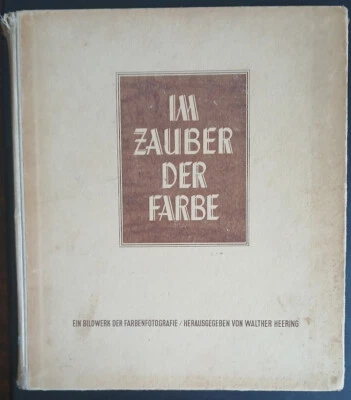 IM
ZAUBER
DER
FARBE
EIN BILDWERK DER FARBENFOTOGRAFIE / HERAUSGEGEBEN VON WALTHER HEERING